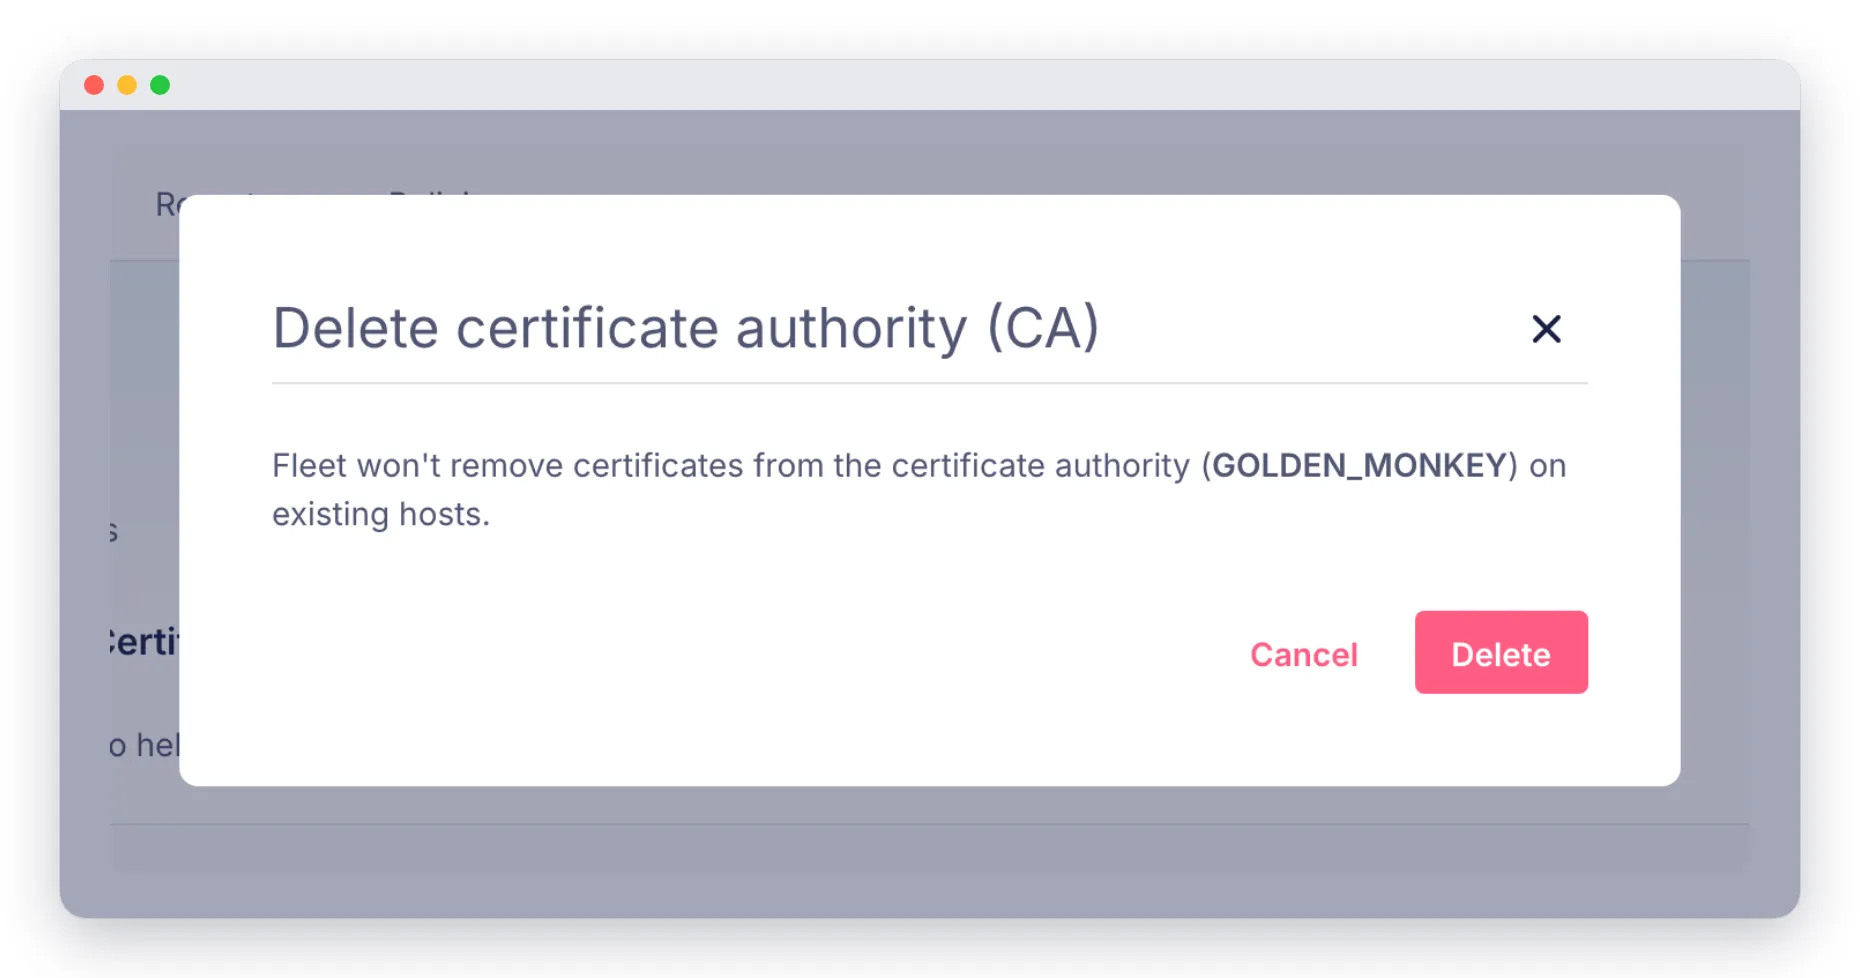 Delete certificate authority (CA)
Fleet won't remove certificates from the certificate authority (GOLDEN_MONKEY) on
existing hosts.
Cancel
Delete